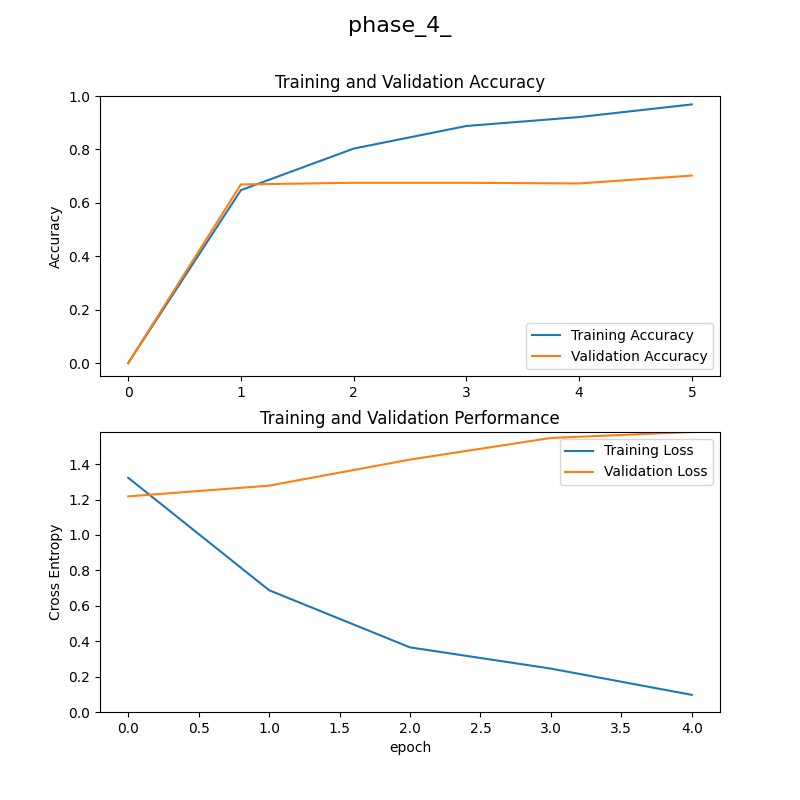 phase_4_
Training and Validation Accuracy
1.0
0.8
0.6
0.4
0.2
0.0
Accuracy
Training Accuracy
Validation Accuracy
0 1 2 3 4 5
Training and Validation Performance
1.4
1.2
1.0
0.8
0.6
0.4
0.2
0.0
Cross Entropy
Training Loss
Validation Loss
0.0 0.5 1.0 1.5 2.0 2.5 3.0 3.5 4.0
epoch